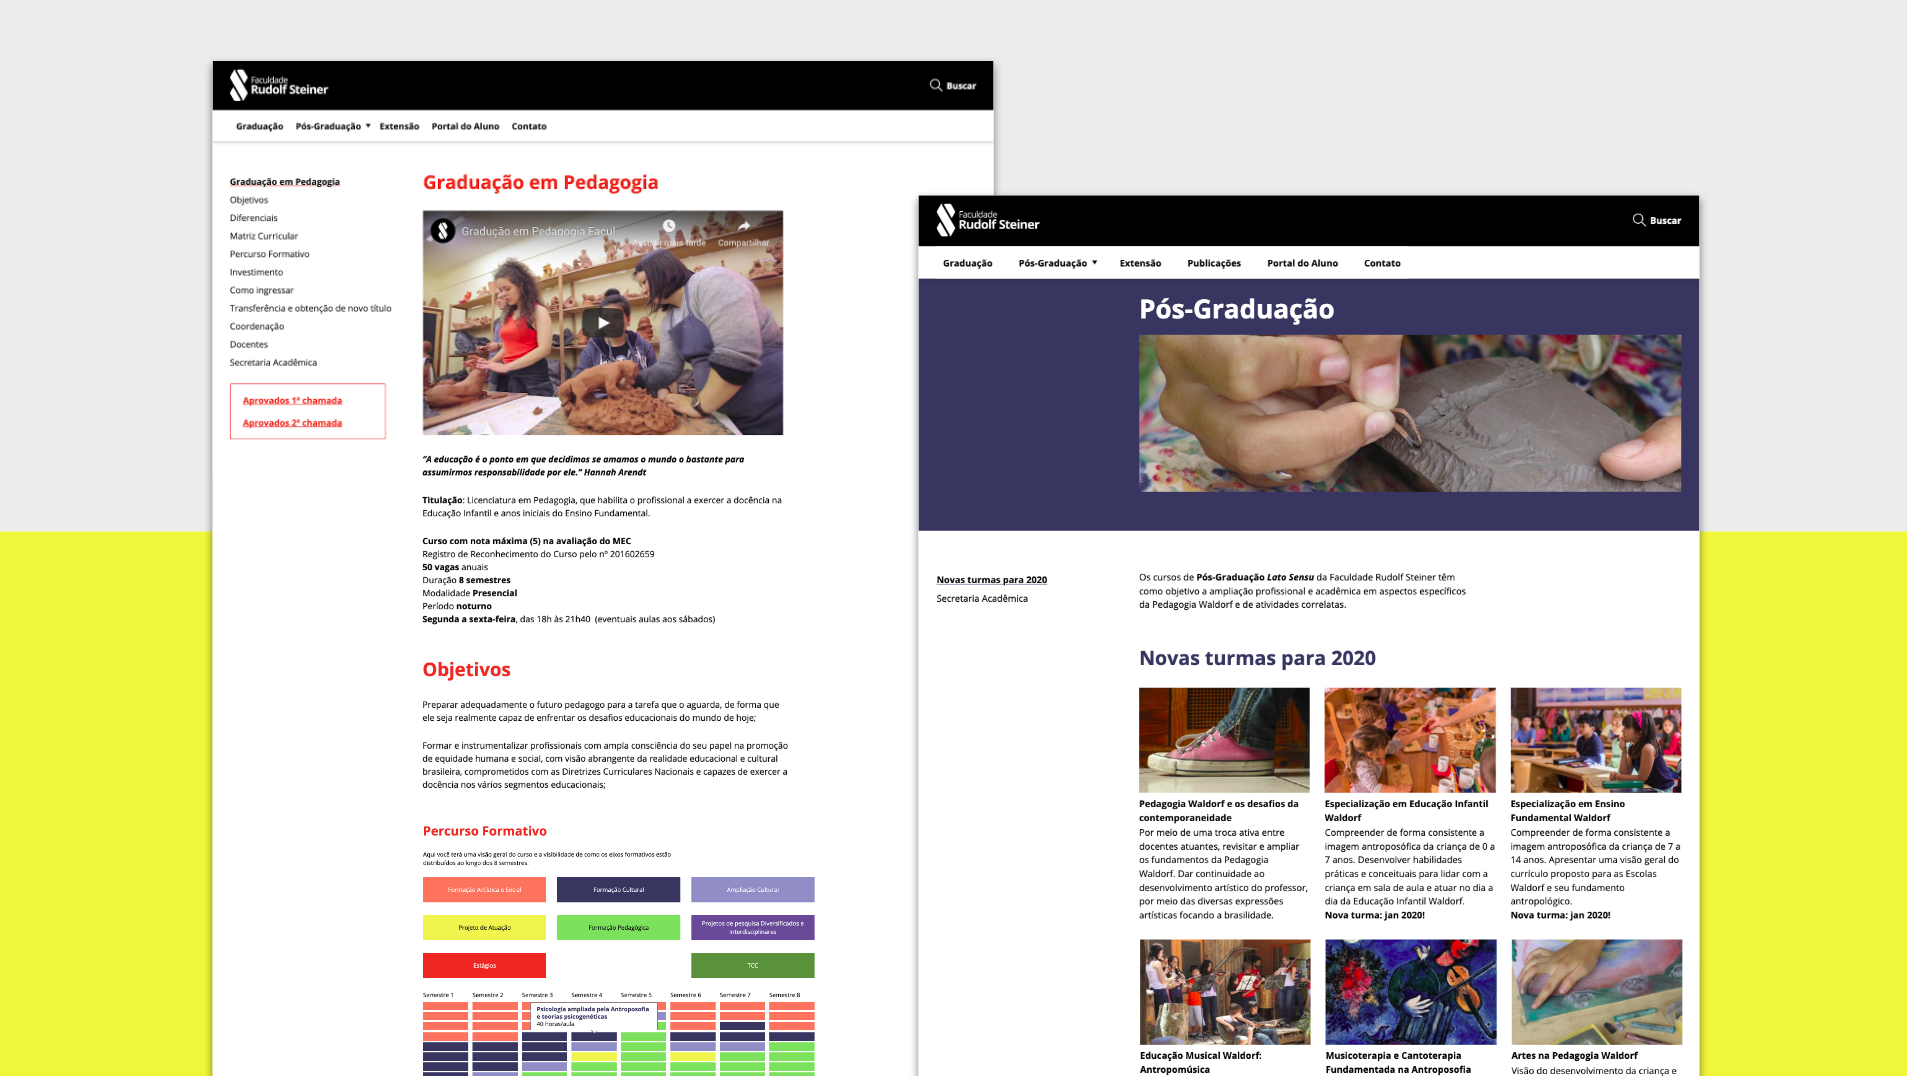 Faculdade
Rudolf Steiner
Buscar
Graduação
Pós-Graduação
Extensão
Portal do Aluno
Contato
Graduação em Pedagogia
Objetivos
Diferenciais
Matriz Curricular
Percurso Formativo
Investimento
Como ingressar
Transferência e obtenção de novo título
Coordenação
Docentes
Secretaria Acadêmica
Aprovados 1ª chamada
Aprovados 2ª chamada
Graduação em Pedagogia
Gradução em Pedagogia Facul
Assistir mais tarde
Compartilhar
“A educação é o ponto em que decidimos se amamos o mundo o bastante para
assumirmos responsabilidade por ele.” Hannah Arendt
Titulação: Licenciatura em Pedagogia, que habilita o profissional a exercer a docência na
Educação Infantil e anos iniciais do Ensino Fundamental.
Curso com nota máxima (5) na avaliação do MEC
Registro de Reconhecimento do Curso pelo nº 201602659
50 vagas anuais
Duração 8 semestres
Modalidade Presencial
Período noturno
Segunda a sexta-feira, das 18h às 21h40 (eventuais aulas aos sábados)
Objetivos
Preparar adequadamente o futuro pedagogo para a tarefa que o aguarda, de forma que
ele seja realmente capaz de enfrentar os desafios educacionais do mundo de hoje;
Formar e instrumentalizar profissionais com ampla consciência do seu papel na promoção
de equidade humana e social, com visão abrangente da realidade educacional e cultural
brasileira, comprometidos com as Diretrizes Curriculares Nacionais e capazes de exercer a
docência nos vários segmentos educacionais;
Percurso Formativo
Aqui você terá uma visão geral do curso e a visibilidade de como os eixos formativos estão
distribuídos ao longo dos 8 semestres.
Formação Artística e Social
Formação Cultural
Ampliação Cultural
Projeto de Atuação
Formação Pedagógica
Projetos de pesquisa Diversificados e
Interdisciplinares
Estágios
TCC
Semestre 1
Semestre 2
Semestre 3
Semestre 4
Semestre 5
Semestre 6
Semestre 7
Semestre 8
Psicologia ampliada pela Antroposofia
e teorias psicogenéticas
40 horas/aula
Faculdade
Rudolf Steiner
Buscar
Graduação
Pós-Graduação
Extensão
Publicações
Portal do Aluno
Contato
Pós-Graduação
Novas turmas para 2020
Secretaria Acadêmica
Os cursos de Pós-Graduação Lato Sensu da Faculdade Rudolf Steiner têm
como objetivo a ampliação profissional e acadêmica em aspectos específicos
da Pedagogia Waldorf e de atividades correlatas.
Novas turmas para 2020
Pedagogia Waldorf e os desafios da
contemporaneidade
Por meio de uma troca ativa entre
docentes atuantes, revisitar e ampliar
os fundamentos da Pedagogia
Waldorf. Dar continuidade ao
desenvolvimento artístico do professor,
por meio das diversas expressões
artísticas focando a brasilidade.
Especialização em Educação Infantil
Waldorf
Compreender de forma consistente a
imagem antroposófica da criança de 0 a
7 anos. Desenvolver habilidades
práticas e conceituais para lidar com a
criança em sala de aula e atuar no dia a
dia da Educação Infantil Waldorf.
Nova turma: jan 2020!
Especialização em Ensino
Fundamental Waldorf
Compreender de forma consistente a
imagem antroposófica da criança de 7 a
14 anos. Apresentar uma visão geral do
currículo proposto para as Escolas
Waldorf e seu fundamento
antropológico.
Nova turma: jan 2020!
Educação Musical Waldorf:
Antropomúsica
Musicoterapia e Cantoterapia
Fundamentada na Antroposofia
Artes na Pedagogia Waldorf
Visão do desenvolvimento da criança e